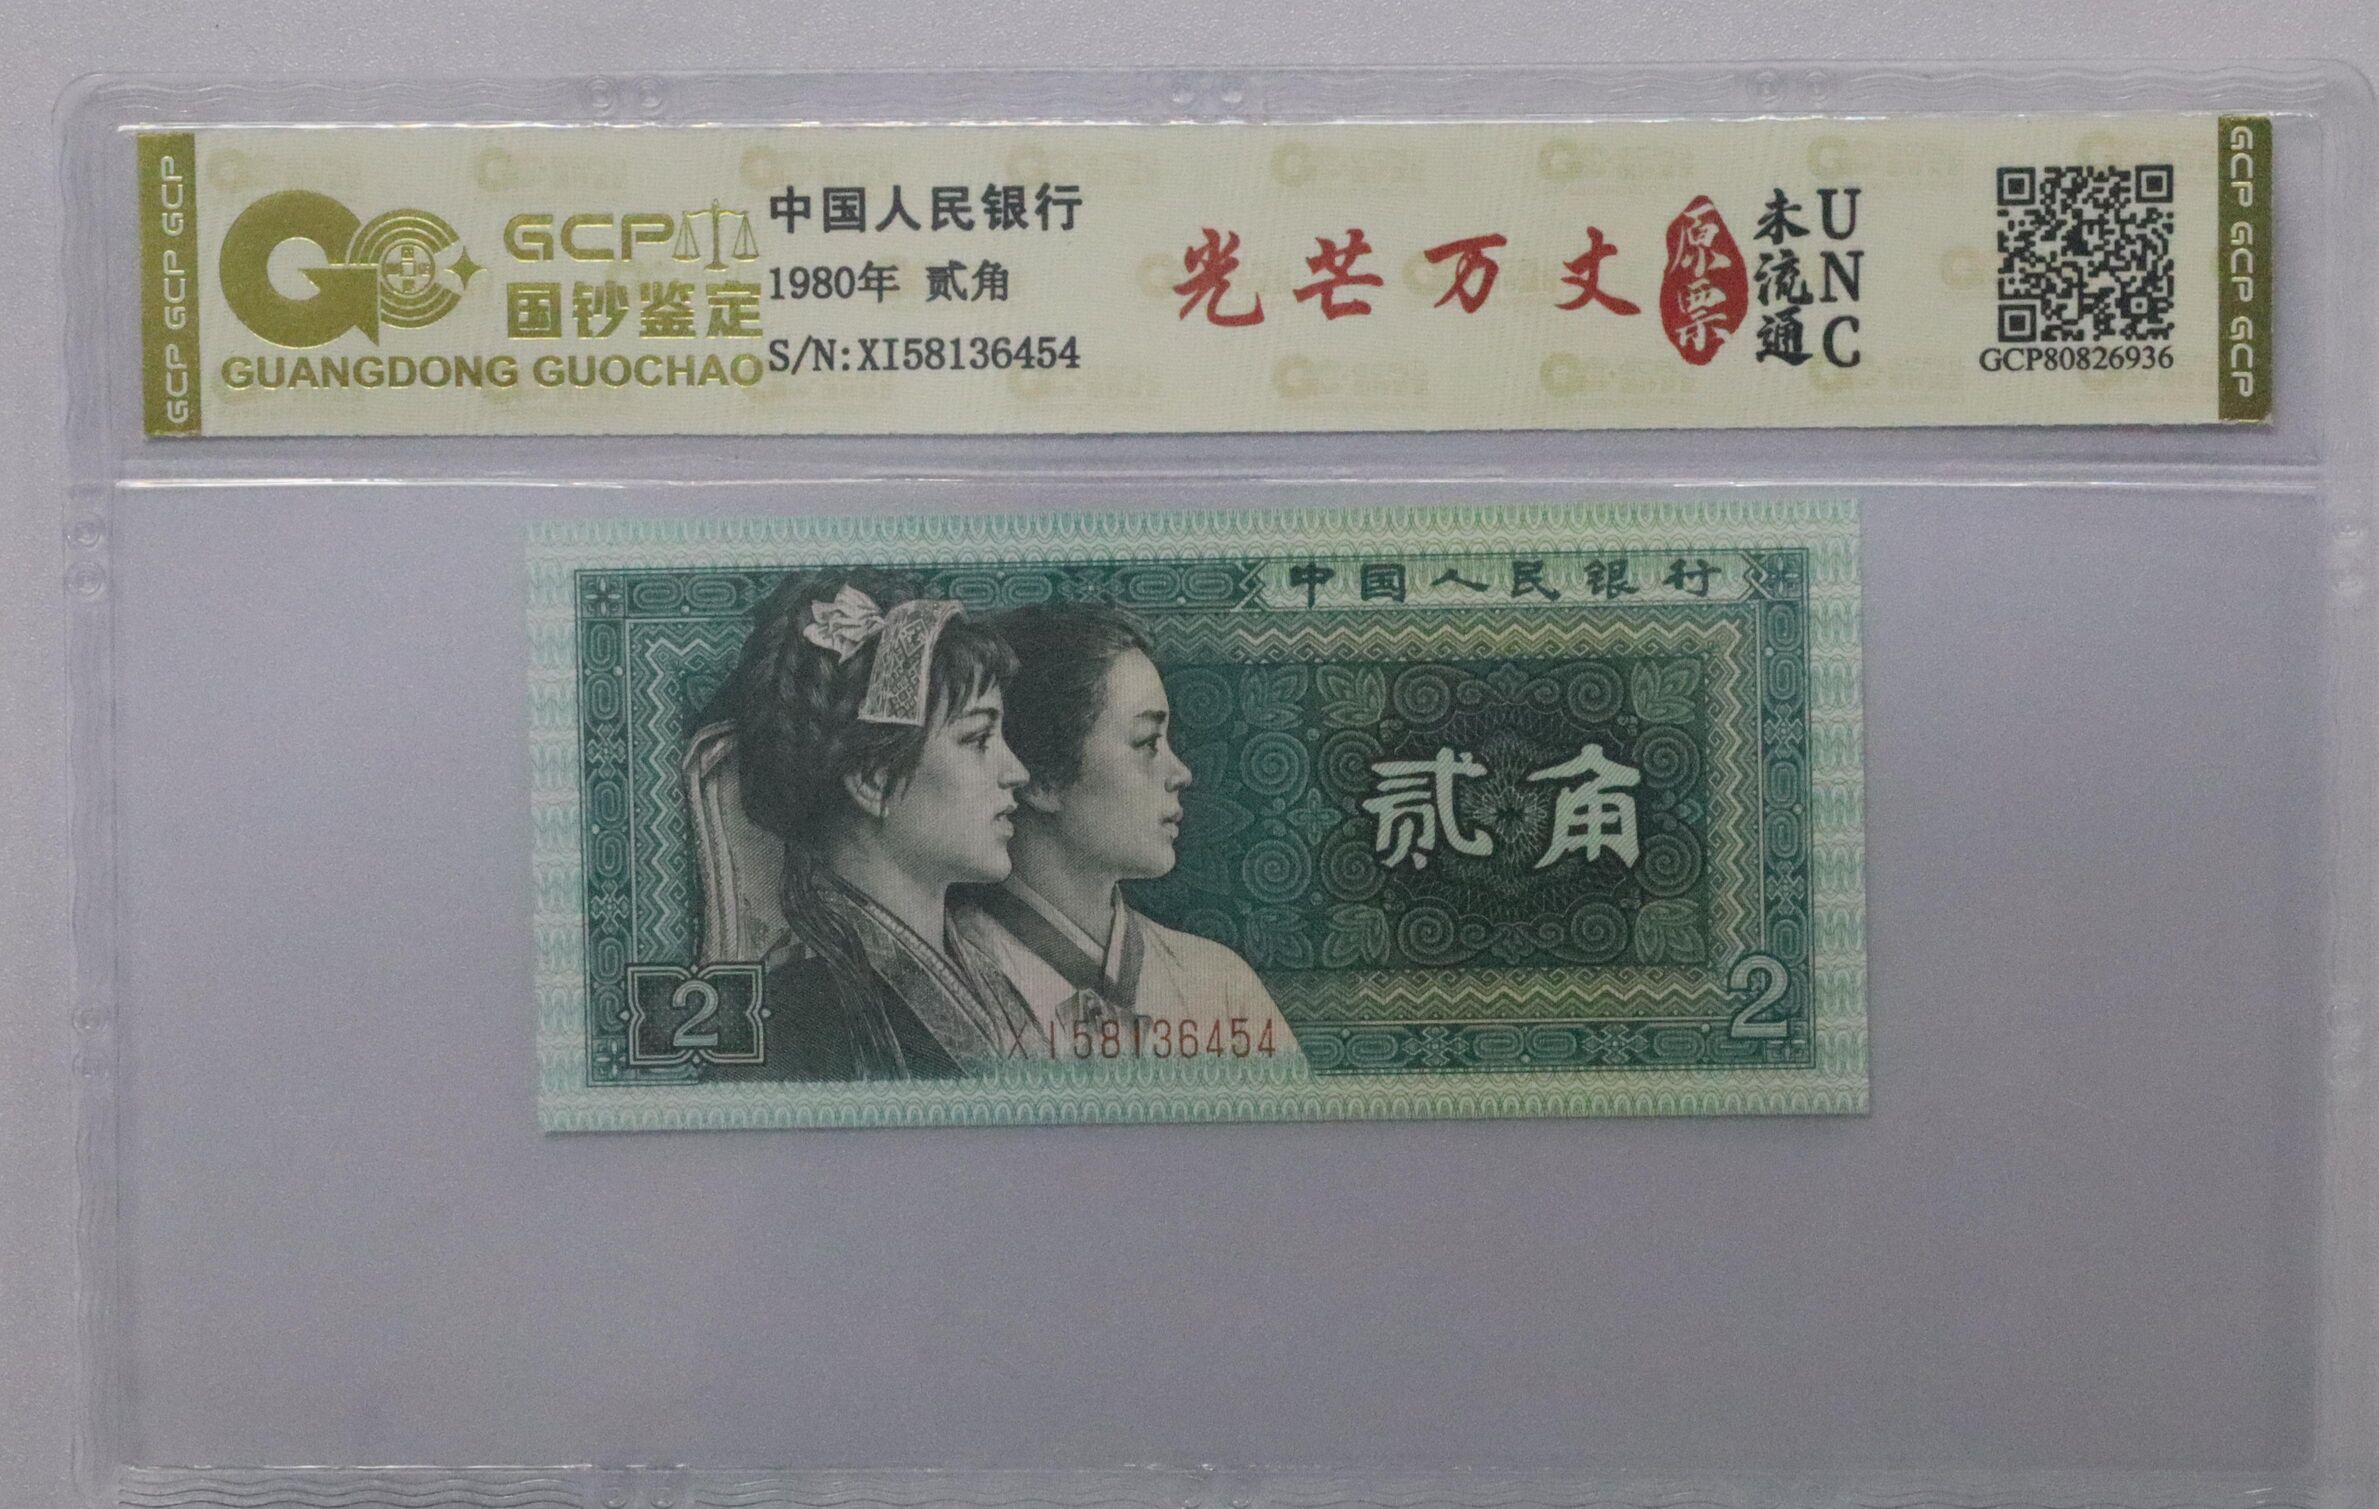 GCP GCP GCP
GCP
国钞鉴定
GUANGDONG GUOCHAO
中国人民银行
1980年 贰角
S/N:XI58136454
光芒万丈
原票
未流通
UNC
GCP80826936
GCP GCP GCP
中国人民银行
贰角
2
2
XI58136454